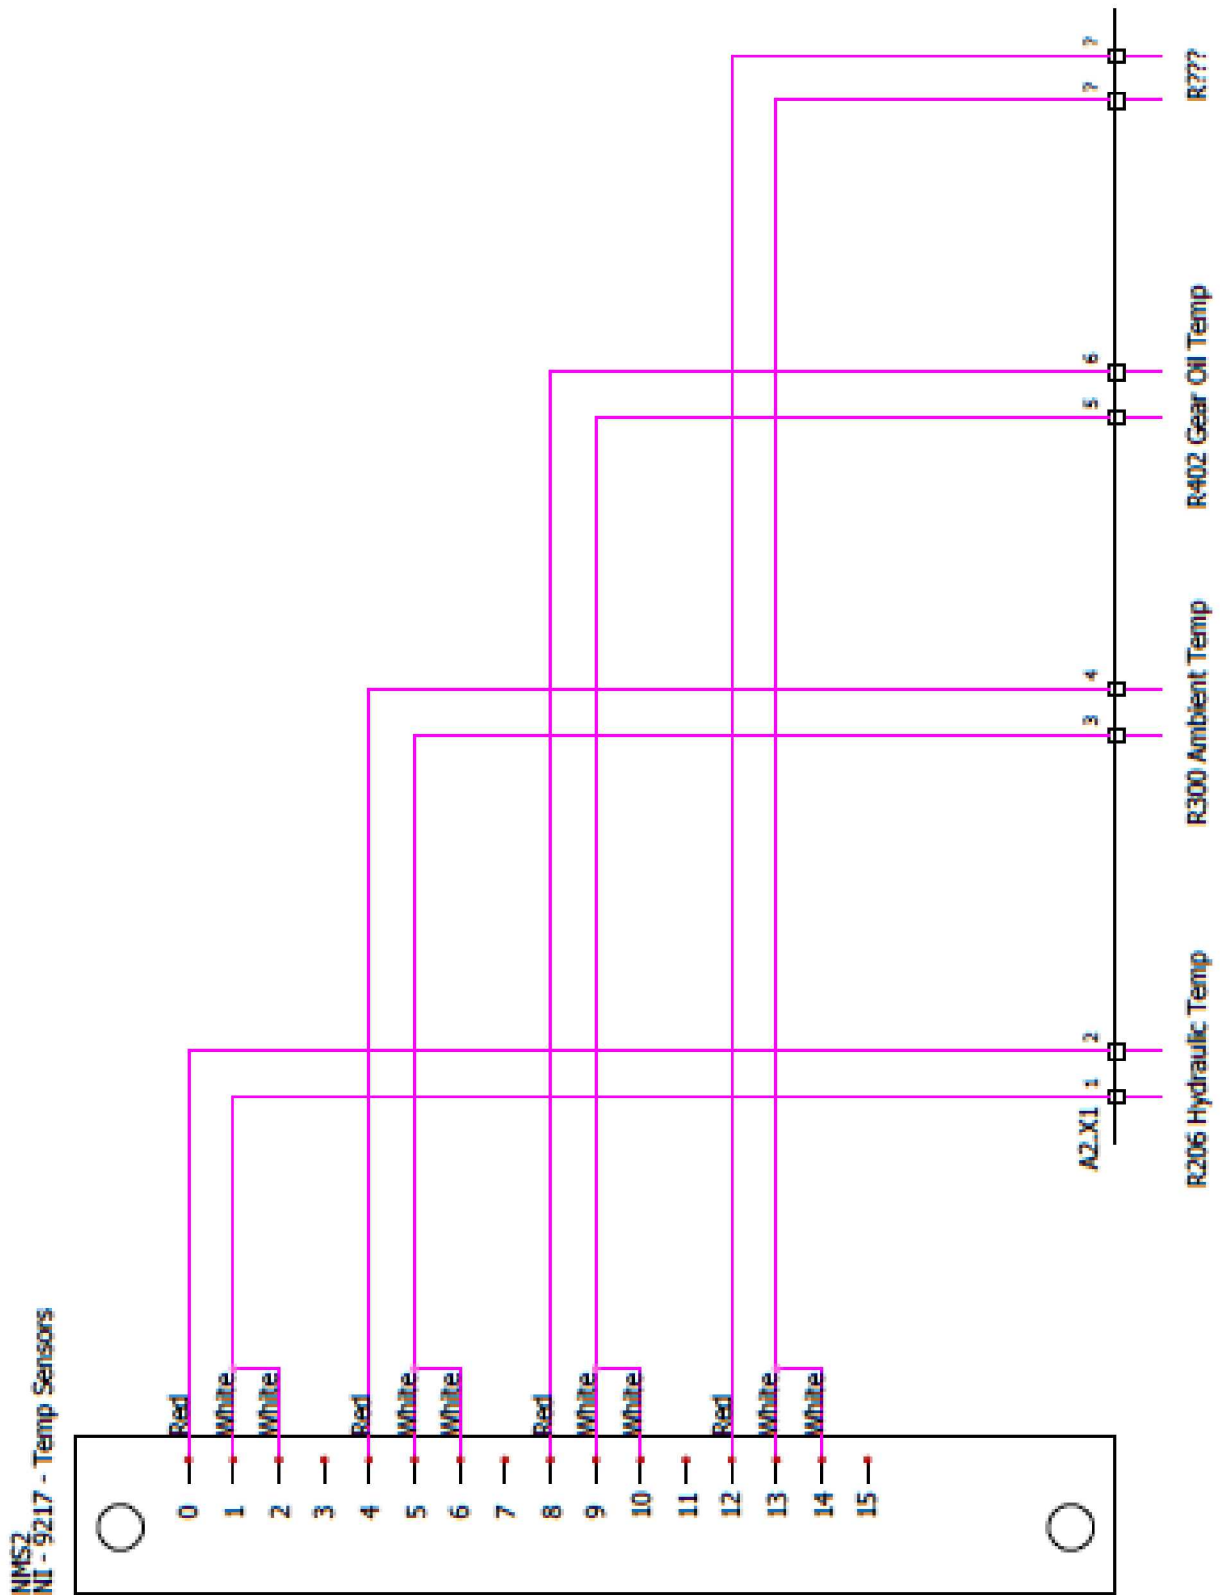 NMS2
NI - 9217 - Temp Sensors
0 Red
1 White
2 White
3
4 Red
5 White
6 White
7
8 Red
9 White
10 White
11
12 Red
13 White
14 White
15
A2.X1 1 2 3 4 5 6 ? ?
R206 Hydraulic Temp
R300 Ambient Temp
R402 Gear Oil Temp
R???